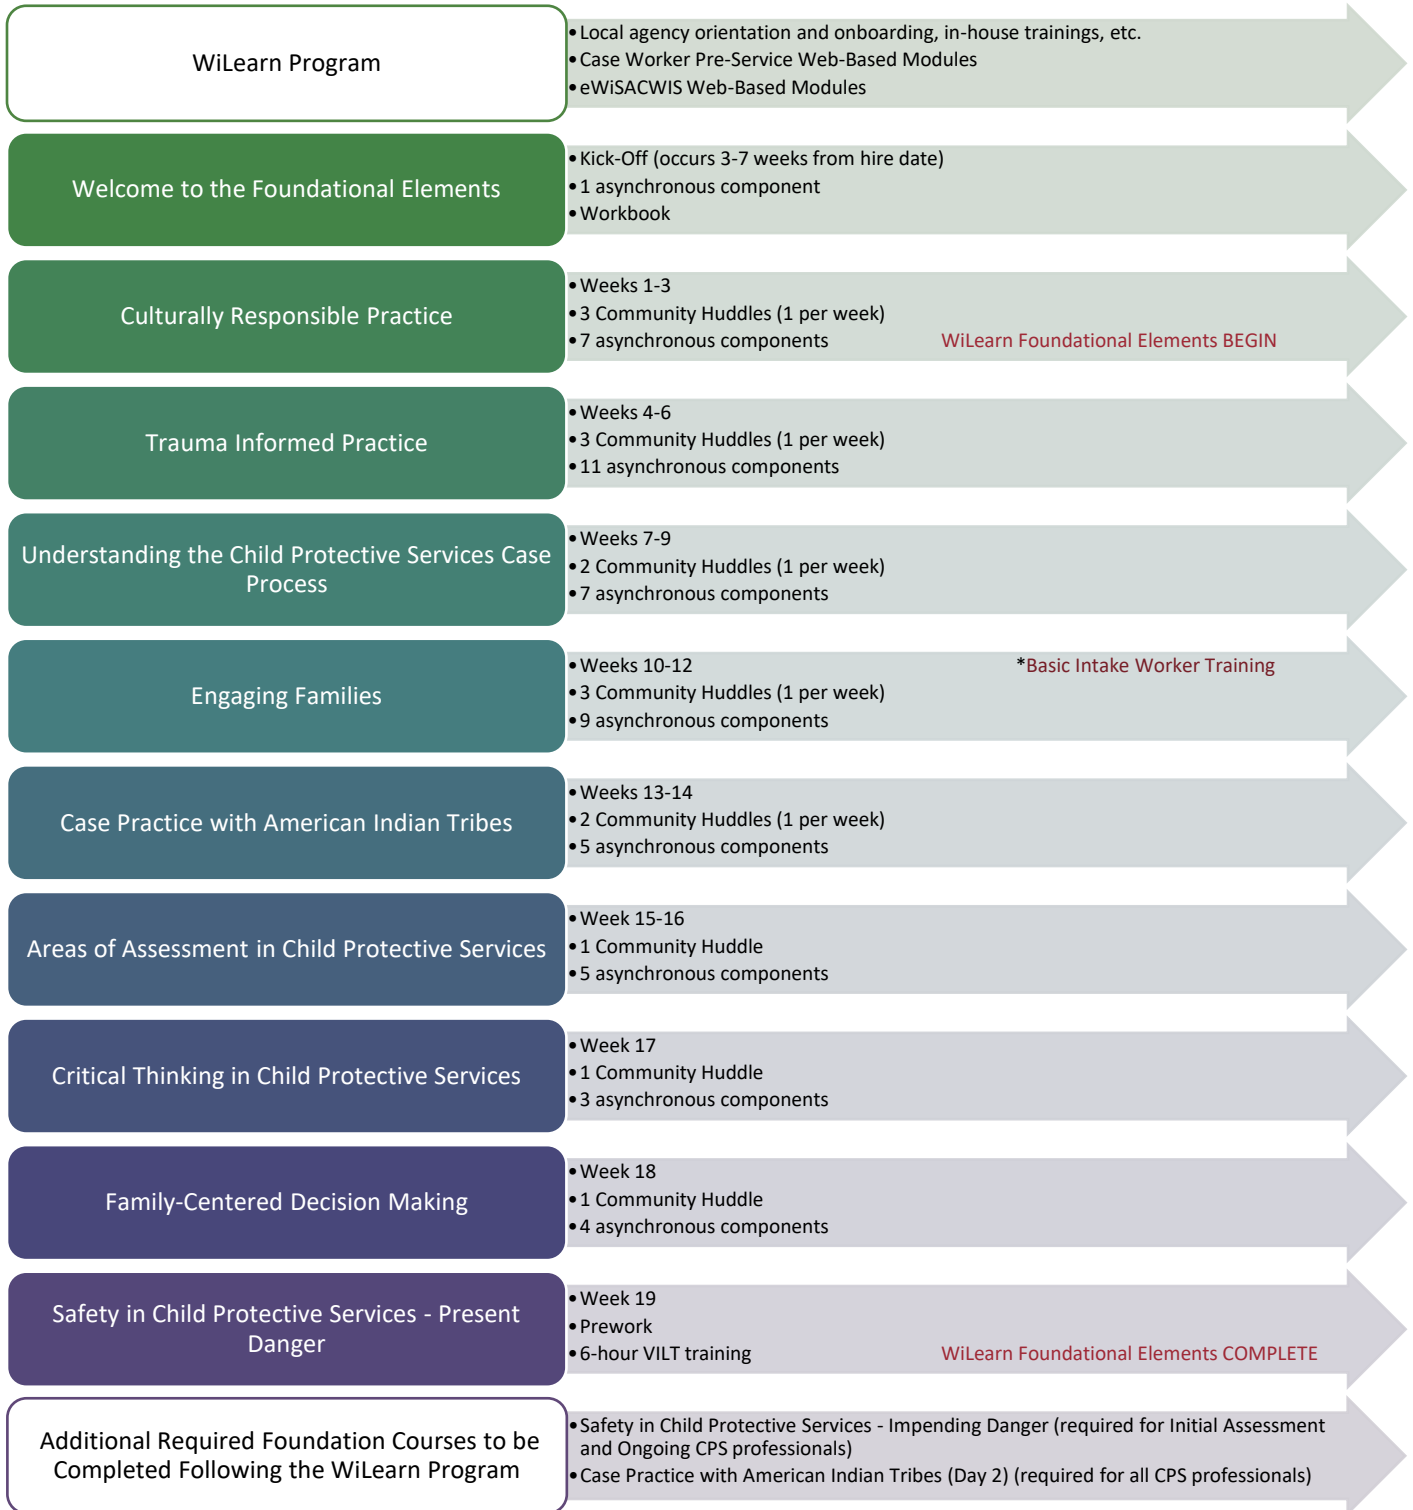 WiLearn Program
•Local agency orientation and onboarding, in-house trainings, etc.
•Case Worker Pre-Service Web-Based Modules
•eWiSACWIS Web-Based Modules
Welcome to the Foundational Elements
•Kick-Off (occurs 3-7 weeks from hire date)
•1 asynchronous component
•Workbook
Culturally Responsible Practice
•Weeks 1-3
•3 Community Huddles (1 per week)
•7 asynchronous components WiLearn Foundational Elements BEGIN
Trauma Informed Practice
•Weeks 4-6
•3 Community Huddles (1 per week)
•11 asynchronous components
Understanding the Child Protective Services Case
Process
•Weeks 7-9
•2 Community Huddles (1 per week)
•7 asynchronous components
Engaging Families
•Weeks 10-12 *Basic Intake Worker Training
•3 Community Huddles (1 per week)
•9 asynchronous components
Case Practice with American Indian Tribes
•Weeks 13-14
•2 Community Huddles (1 per week)
•5 asynchronous components
Areas of Assessment in Child Protective Services
•Week 15-16
•1 Community Huddle
•5 asynchronous components
Critical Thinking in Child Protective Services
•Week 17
•1 Community Huddle
•3 asynchronous components
Family-Centered Decision Making
•Week 18
•1 Community Huddle
•4 asynchronous components
Safety in Child Protective Services - Present
Danger
•Week 19
•Prework
•6-hour VILT training WiLearn Foundational Elements COMPLETE
Additional Required Foundation Courses to be
Completed Following the WiLearn Program
•Safety in Child Protective Services - Impending Danger (required for Initial Assessment
and Ongoing CPS professionals)
•Case Practice with American Indian Tribes (Day 2) (required for all CPS professionals)